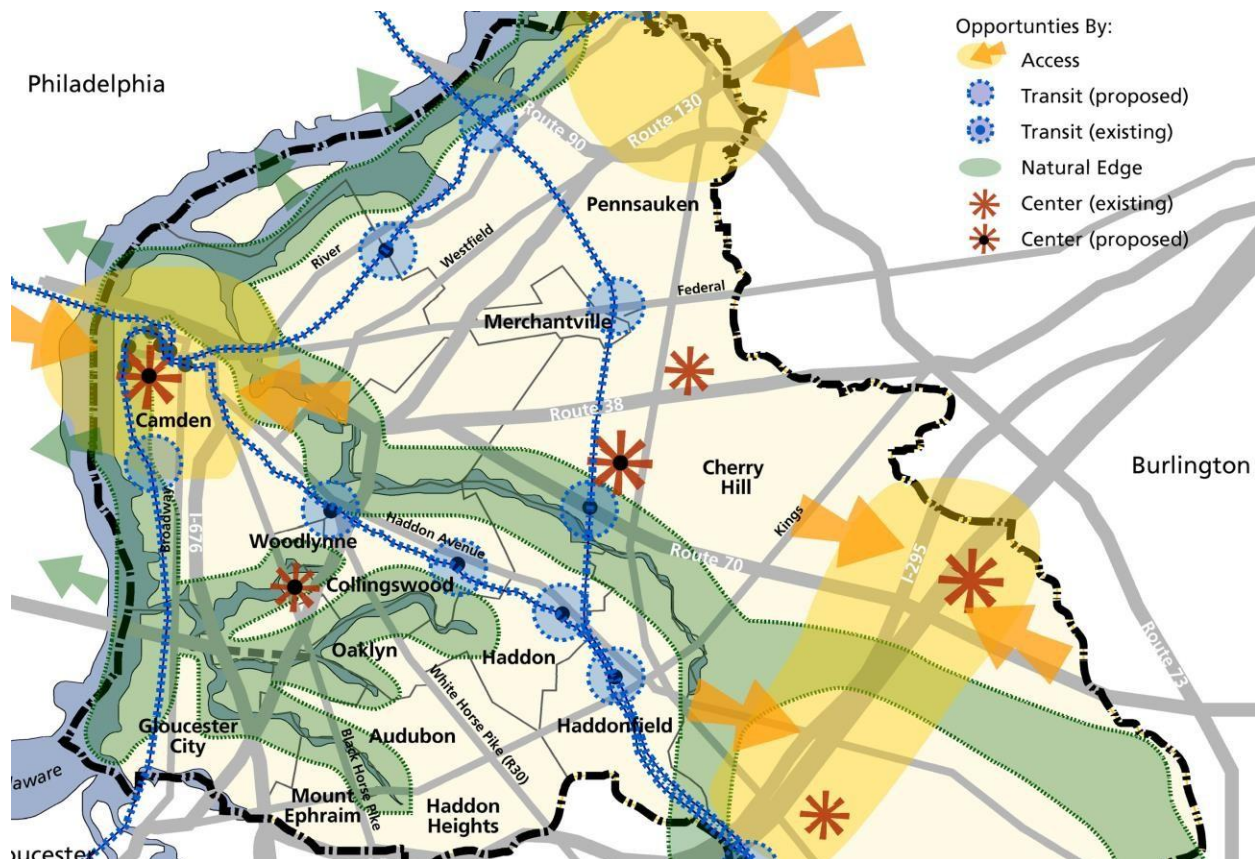 Opportunties By:
Access
Transit (proposed)
Transit (existing)
Natural Edge
Center (existing)
Center (proposed)
Philadelphia
Route 90
Route 130
Pennsauken
River
Westfield
Federal
Merchantville
Route 38
Camden
Cherry
Hill
Burlington
Broadway
I-676
Haddon Avenue
Kings
I-295
Woodlynne
Route 70
Collingswood
Oaklyn
Haddon
Route 73
White Horse Pike (R30)
Gloucester
City
Audubon
Haddonfield
Black Horse Pike
laware
Mount
Ephraim
Haddon
Heights
oucester